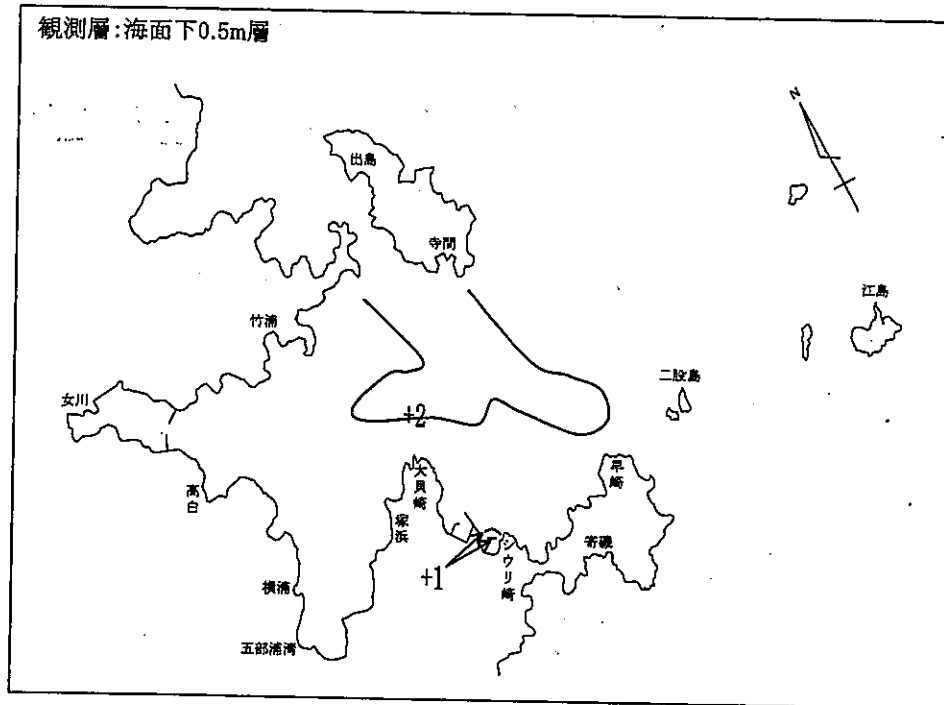 観測層:海面下0.5m層
N
出島
寺間
江島
竹浦
二股島
女川
+2
早崎
大貝崎
高白
塚浜
寄磯
シウリ崎
+1
横浦
五部浦湾